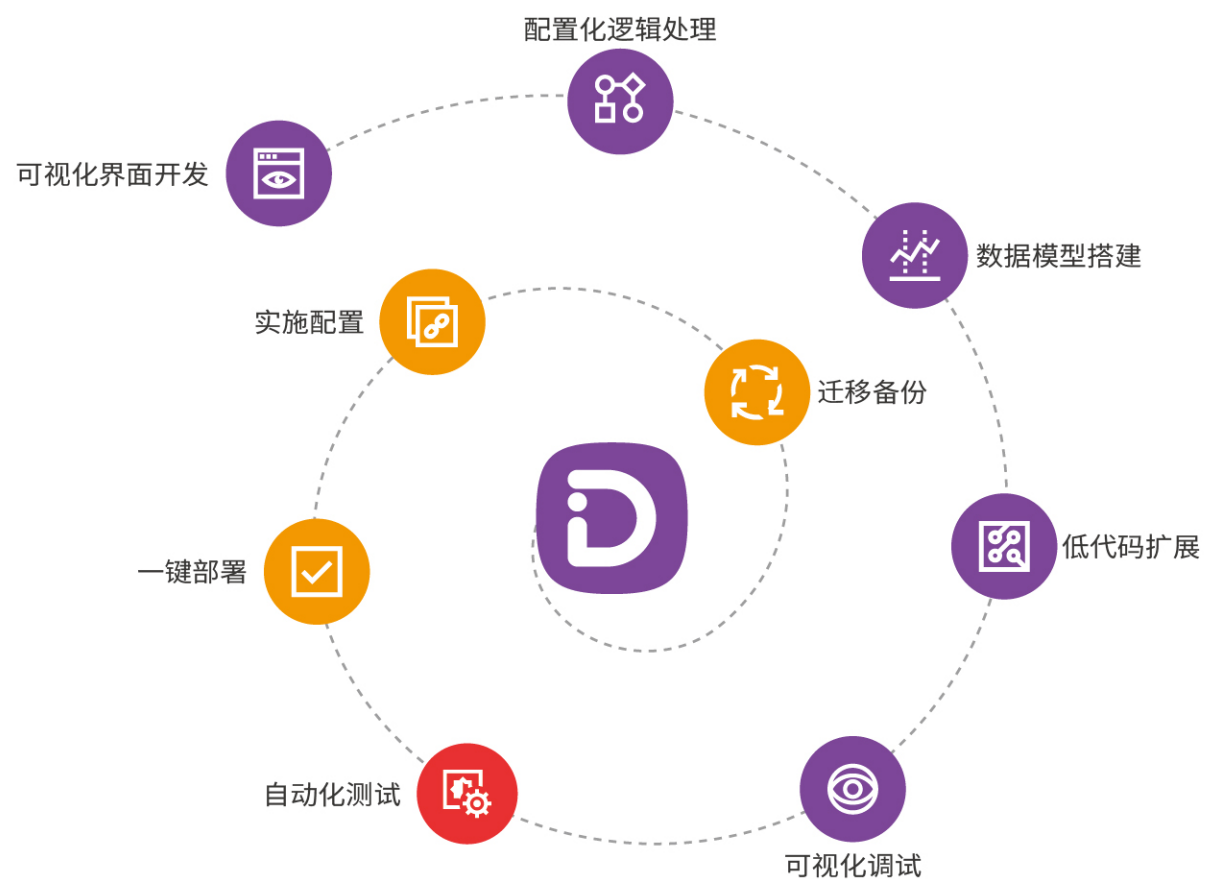 配置化逻辑处理
可视化界面开发
数据模型搭建
实施配置
迁移备份
低代码扩展
一键部署
自动化测试
可视化调试
iD